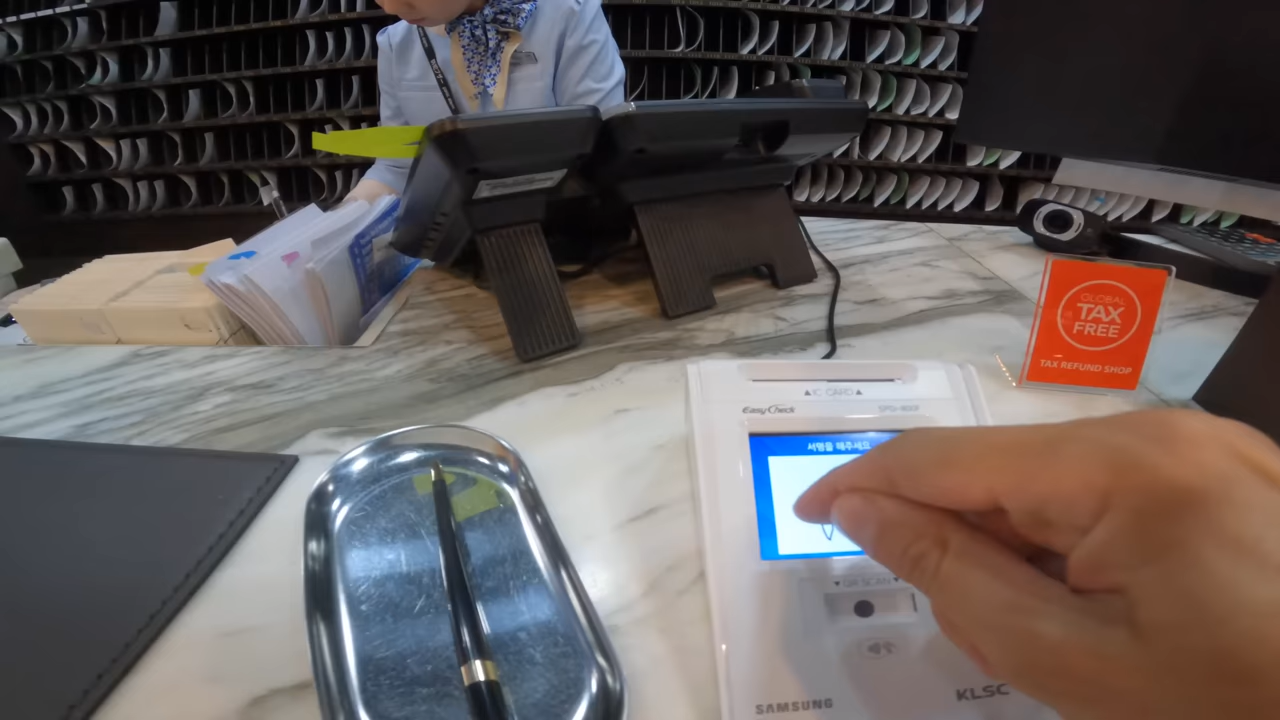 GLOBAL
TAX
FREE
TAX REFUND SHOP
▲IC CARD▲
EasyCheck
서명을 해주세요
▼QR SCAN▼
SAMSUNG
KLSC